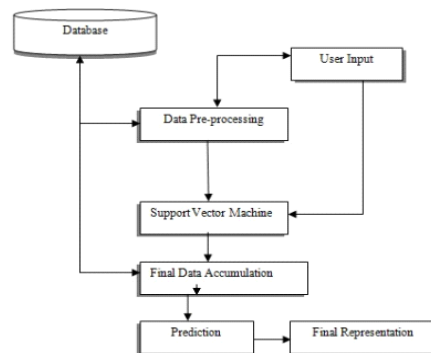 Database
User Input
Data Pre-processing
Support Vector Machine
Final Data Accumulation
Prediction
Final Representation